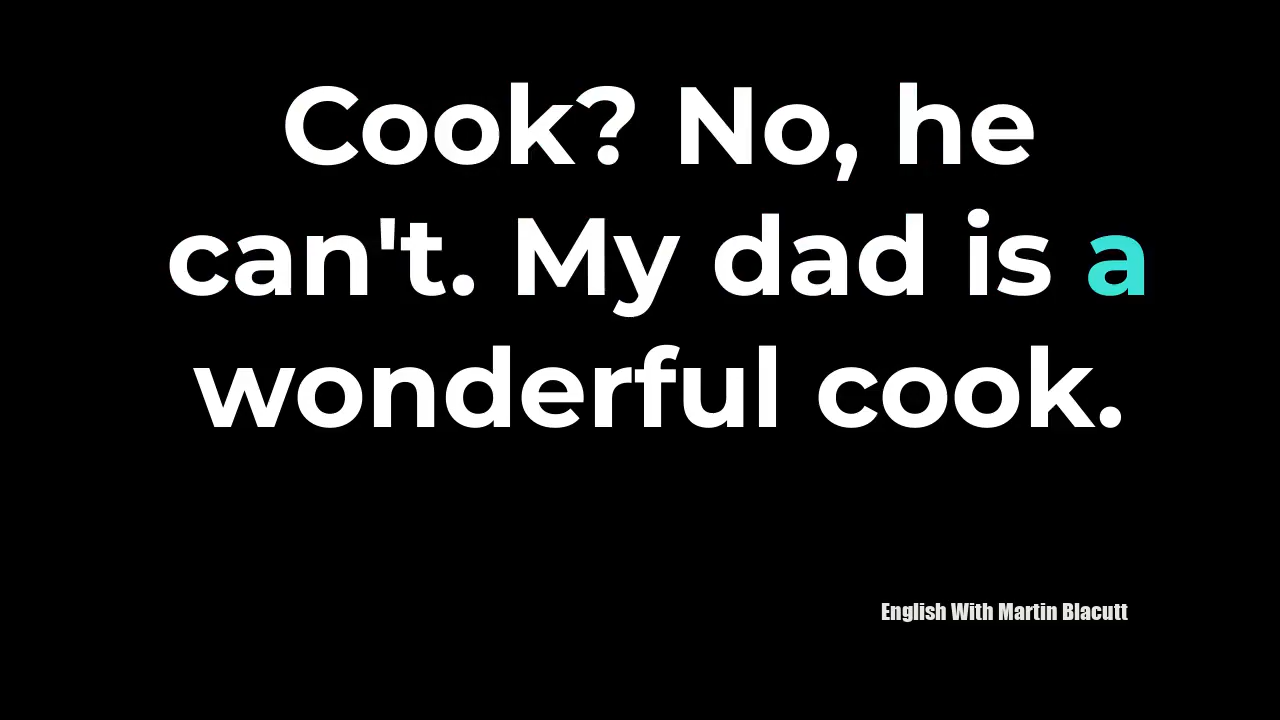 Cook? No, he
can't. My dad is a
wonderful cook.
English With Martin Blacutt